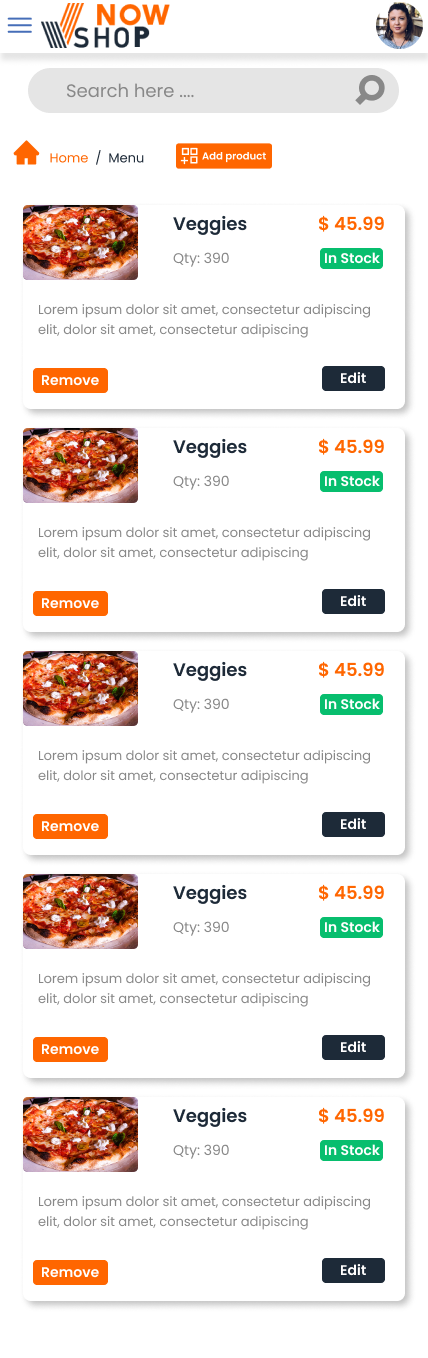 NOW
SHOP
Search here ....
Home / Menu
Add product
Veggies
$ 45.99
Qty: 390
In Stock
Lorem ipsum dolor sit amet, consectetur adipiscing
elit, dolor sit amet, consectetur adipiscing
Remove
Edit
Veggies
$ 45.99
Qty: 390
In Stock
Lorem ipsum dolor sit amet, consectetur adipiscing
elit, dolor sit amet, consectetur adipiscing
Remove
Edit
Veggies
$ 45.99
Qty: 390
In Stock
Lorem ipsum dolor sit amet, consectetur adipiscing
elit, dolor sit amet, consectetur adipiscing
Remove
Edit
Veggies
$ 45.99
Qty: 390
In Stock
Lorem ipsum dolor sit amet, consectetur adipiscing
elit, dolor sit amet, consectetur adipiscing
Remove
Edit
Veggies
$ 45.99
Qty: 390
In Stock
Lorem ipsum dolor sit amet, consectetur adipiscing
elit, dolor sit amet, consectetur adipiscing
Remove
Edit